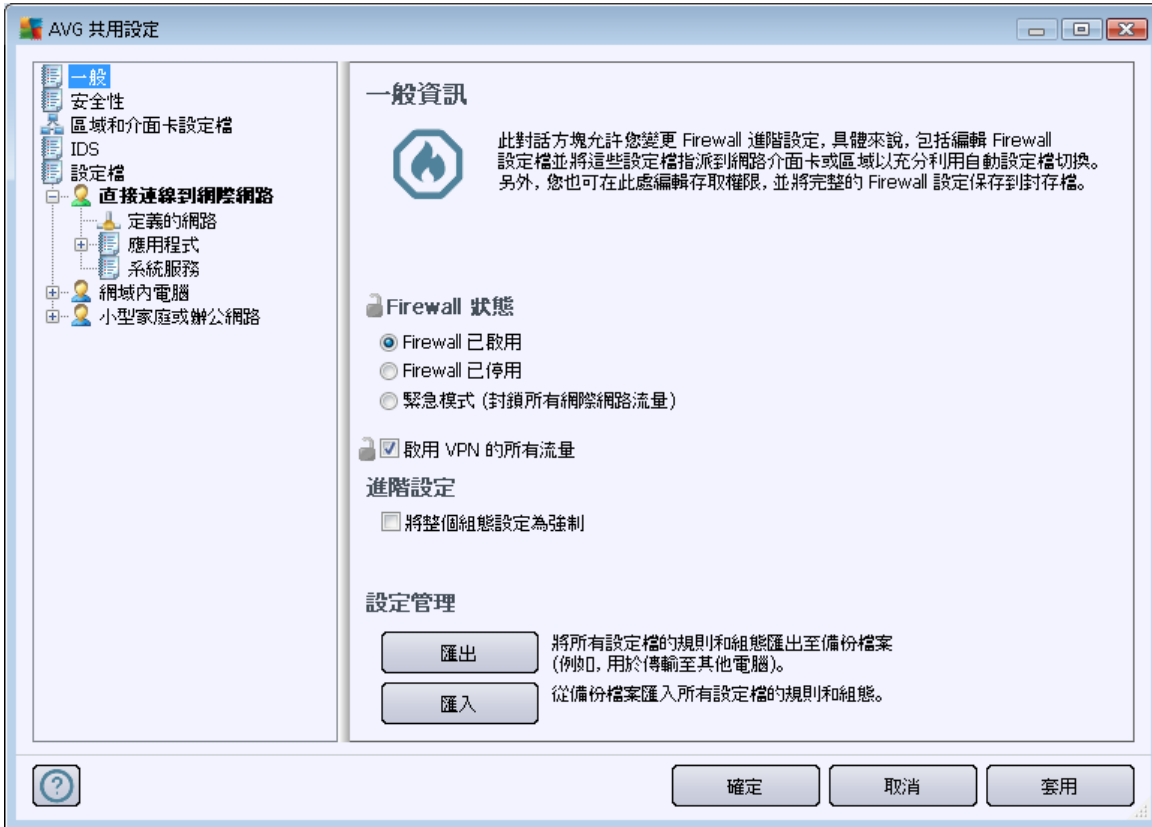 AVG 共用設定
一般
安全性
區域和介面卡設定檔
IDS
設定檔
直接連線到網際網路
定義的網路
應用程式
系統服務
網域內電腦
小型家庭或辦公網路
一般資訊
此對話方塊允許您變更 Firewall 進階設定, 具體來說, 包括編輯 Firewall
設定檔並將這些設定檔指派到網路介面卡或區域以充分利用自動設定檔切換。
另外, 您也可在此處編輯存取權限, 並將完整的 Firewall 設定保存到封存檔。
Firewall 狀態
Firewall 已啟用
Firewall 已停用
緊急模式 (封鎖所有網際網路流量)
啟用 VPN 的所有流量
進階設定
將整個組態設定為強制
設定管理
匯出
將所有設定檔的規則和組態匯出至備份檔案
(例如, 用於傳輸至其他電腦)。
匯入
從備份檔案匯入所有設定檔的規則和組態。
?
確定
取消
套用